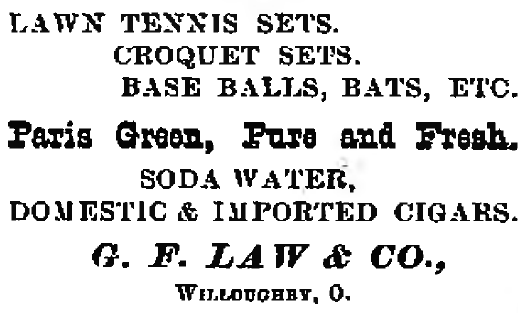 LAWN TENNIS SETS.
CROQUET SETS.
BASE BALLS, BATS, ETC.
Paris Green, Pure and Fresh.
SODA WATER,
DOMESTIC & IMPORTED CIGARS.
G. F. LAW & CO.,
WILLOUGHBY, O.